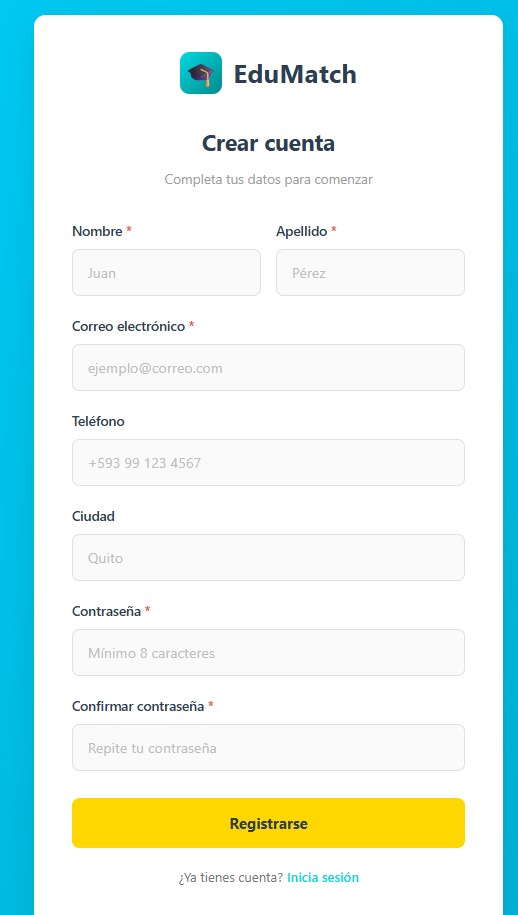 EduMatch
Crear cuenta
Completa tus datos para comenzar
Nombre * Apellido *
Juan Pérez
Correo electrónico *
ejemplo@correo.com
Teléfono
+593 99 123 4567
Ciudad
Quito
Contraseña *
Mínimo 8 caracteres
Confirmar contraseña *
Repite tu contraseña
Registrarse
¿Ya tienes cuenta? Inicia sesión